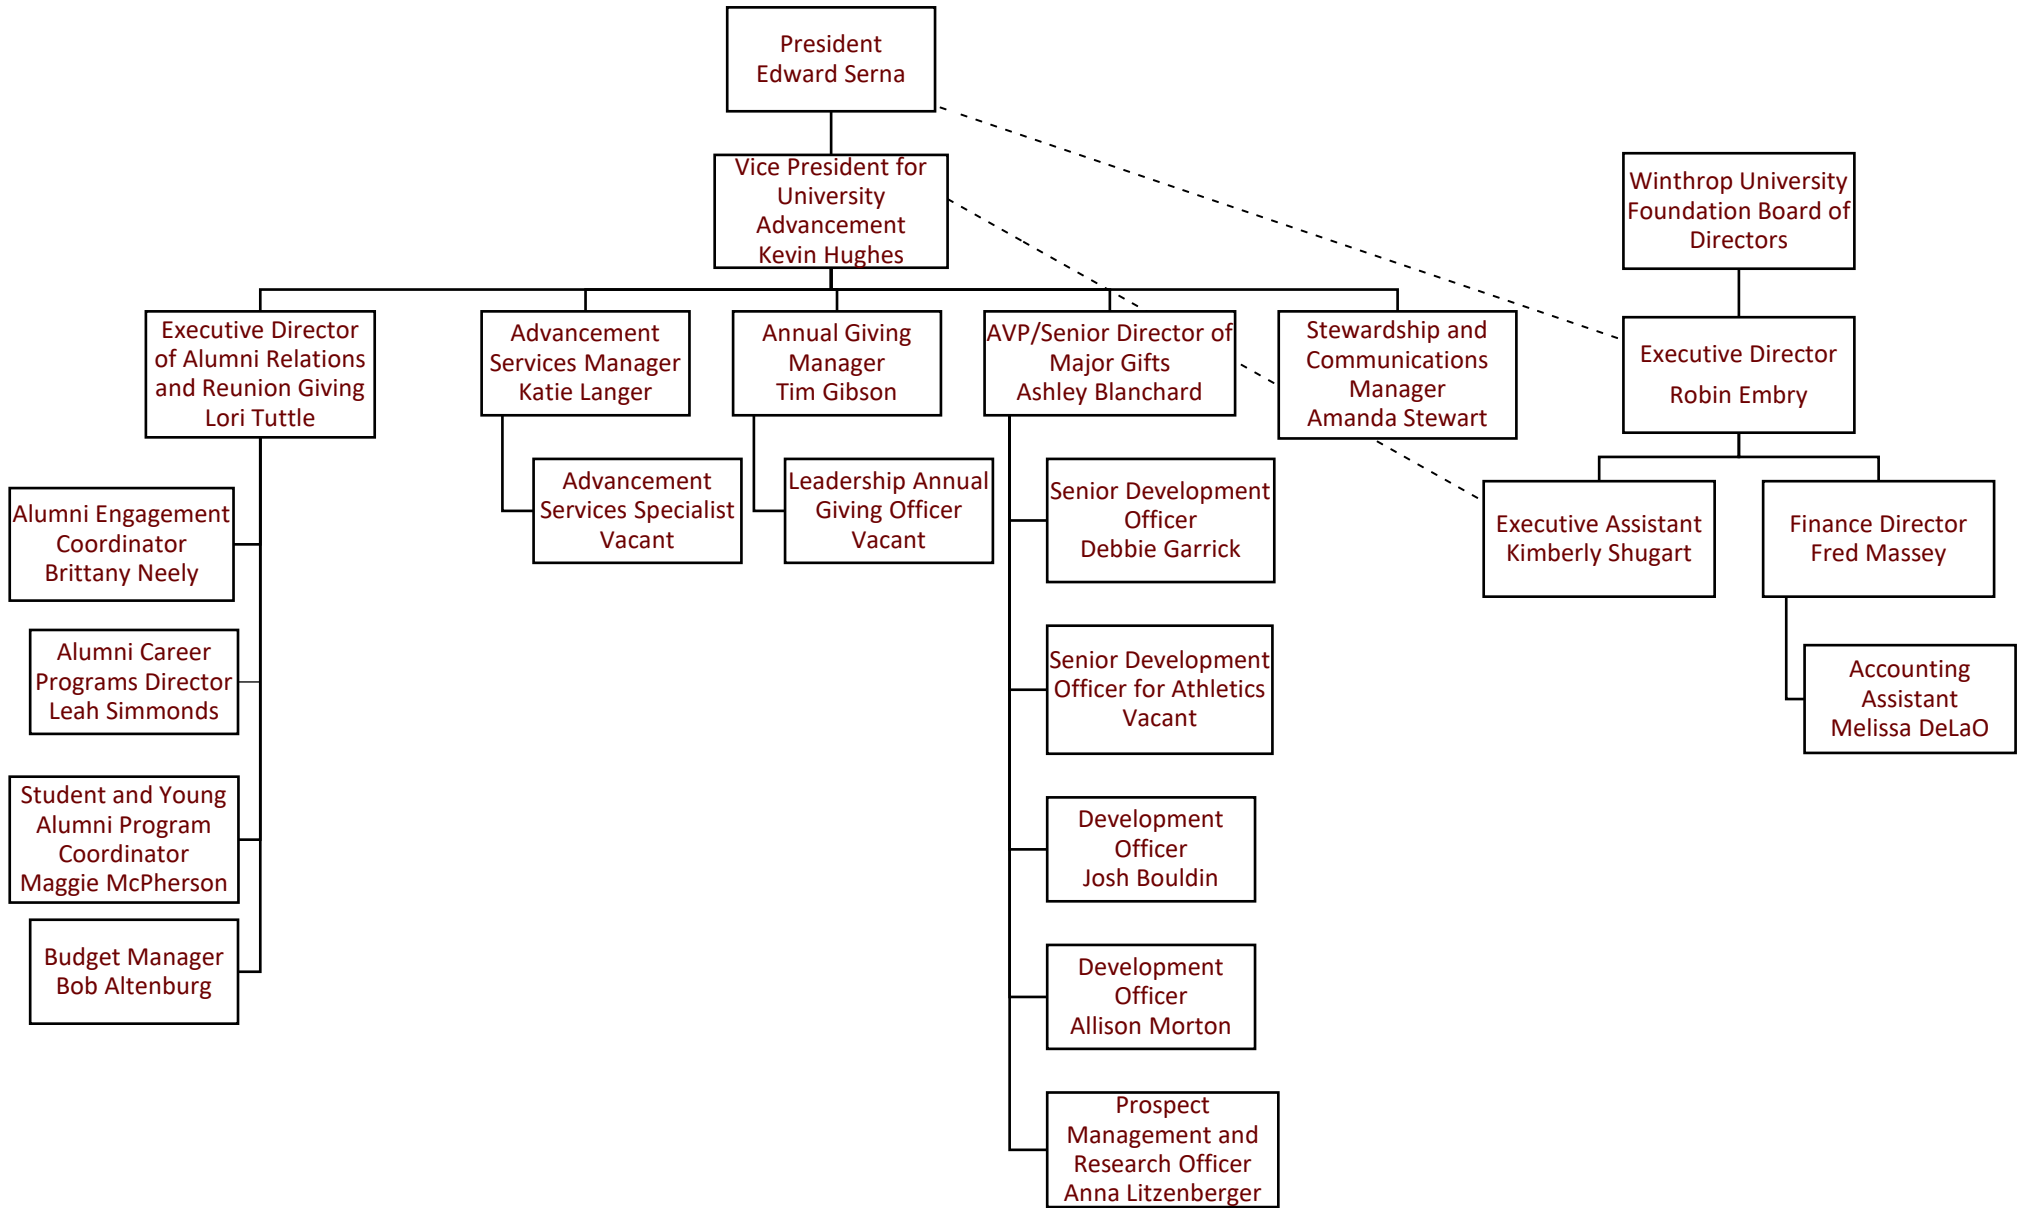 President
Edward Serna
Vice President for
University
Advancement
Kevin Hughes
Winthrop University
Foundation Board of
Directors
Executive Director
of Alumni Relations
and Reunion Giving
Lori Tuttle
Advancement
Services Manager
Katie Langer
Annual Giving
Manager
Tim Gibson
AVP/Senior Director of
Major Gifts
Ashley Blanchard
Stewardship and
Communications
Manager
Amanda Stewart
Executive Director
Robin Embry
Alumni Engagement
Coordinator
Brittany Neely
Advancement
Services Specialist
Vacant
Leadership Annual
Giving Officer
Vacant
Senior Development
Officer
Debbie Garrick
Executive Assistant
Kimberly Shugart
Finance Director
Fred Massey
Alumni Career
Programs Director
Leah Simmonds
Senior Development
Officer for Athletics
Vacant
Accounting
Assistant
Melissa DeLaO
Student and Young
Alumni Program
Coordinator
Maggie McPherson
Development
Officer
Josh Bouldin
Budget Manager
Bob Altenburg
Development
Officer
Allison Morton
Prospect
Management and
Research Officer
Anna Litzenberger